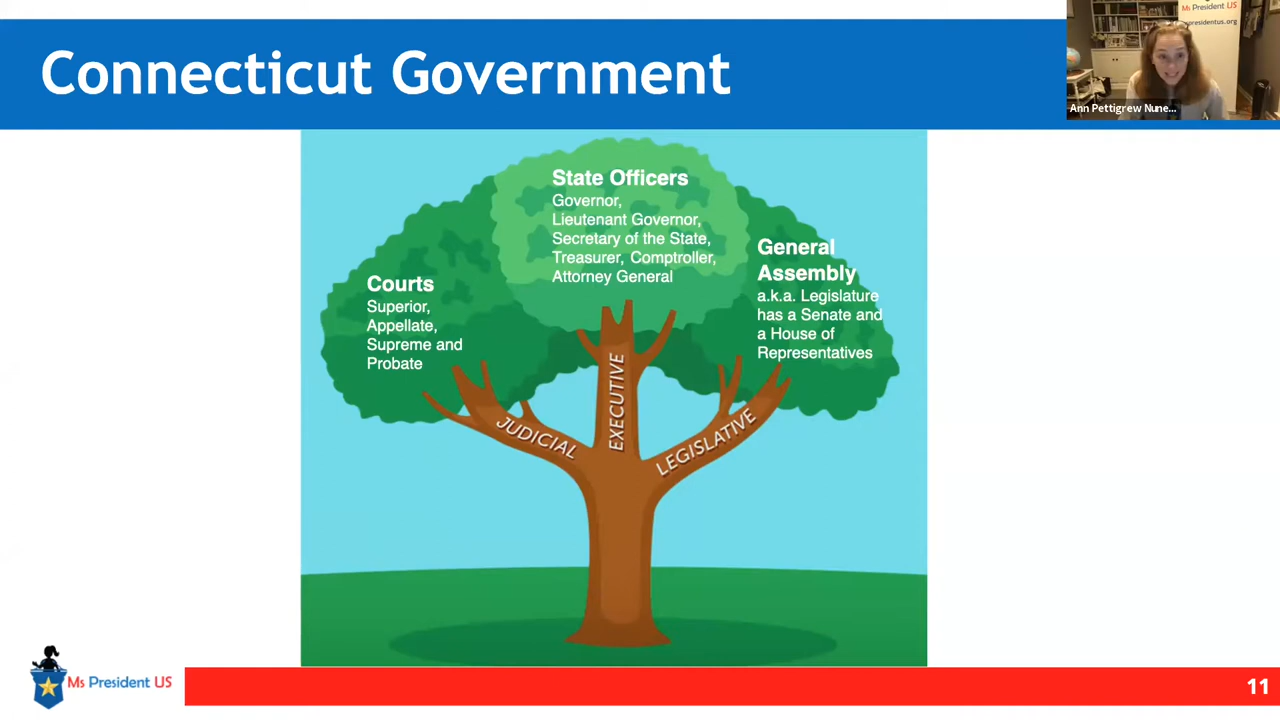 Connecticut Government
Ms President US
presidentus.org
Ann Pettigrew Nune...
State Officers
Governor,
Lieutenant Governor,
Secretary of the State,
Treasurer, Comptroller,
Attorney General
General
Assembly
a.k.a. Legislature
has a Senate and
a House of
Representatives
Courts
Superior,
Appellate,
Supreme and
Probate
JUDICIAL
EXECUTIVE
LEGISLATIVE
Ms President US
11